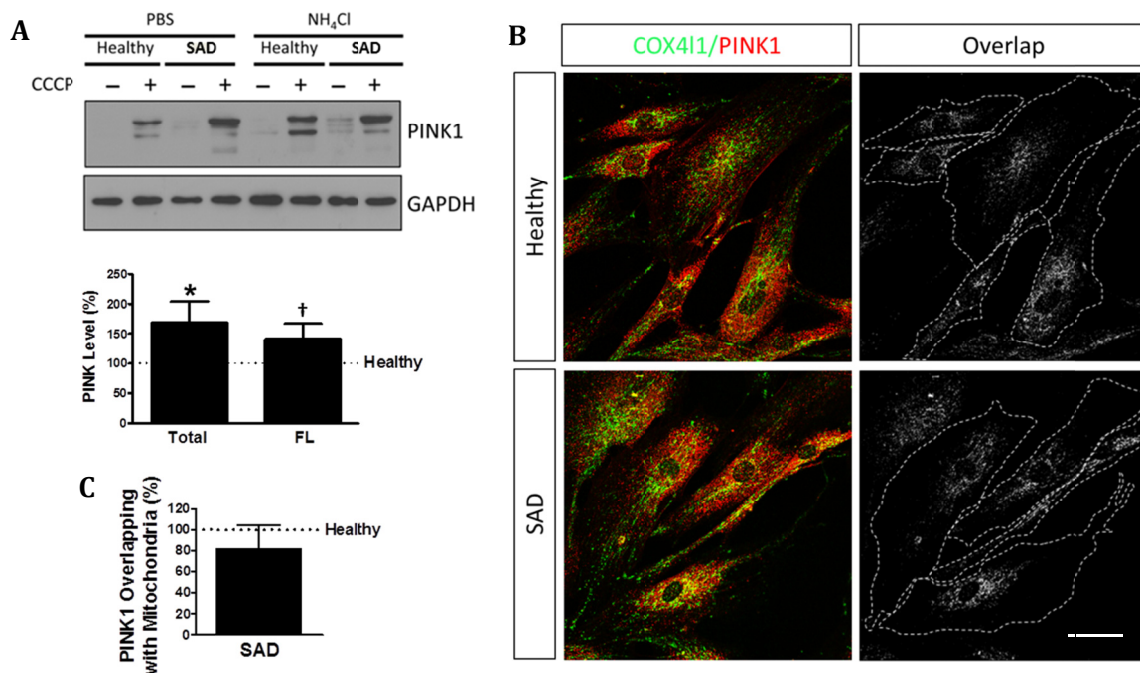 A
PBS
NH₄Cl
Healthy
SAD
Healthy
SAD
CCCP
– + – + – + – +
PINK1
GAPDH
PINK Level (%)
250
200
150
100
50
0
*
†
Healthy
Total
FL
C
PINK1 Overlapping
with Mitochondria (%)
120
100
80
60
40
20
0
Healthy
SAD
B
COX4l1/PINK1
Overlap
Healthy
SAD